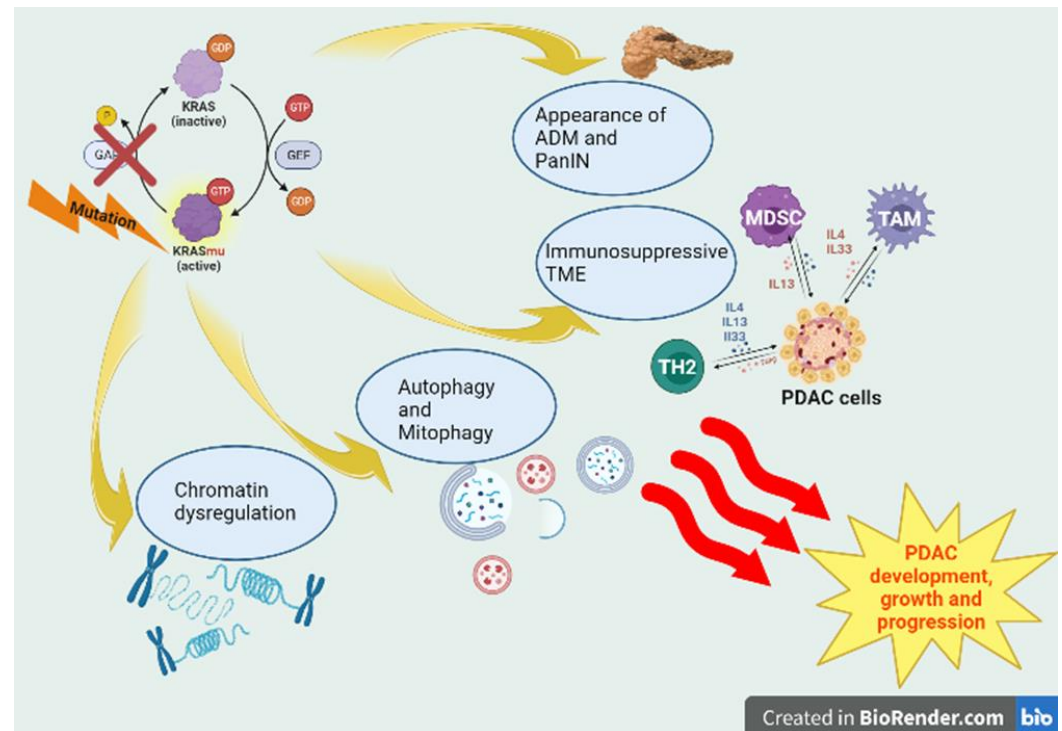 GDP
KRAS
(inactive)
P
GTP
GAP
GEF
GTP
GDP
Mutation
KRASmu
(active)
Appearance of
ADM and
PanIN
Immunosuppressive
TME
MDSC
TAM
IL4
IL33
IL13
IL4
IL13
Il33
TH2
PDAC cells
Autophagy
and
Mitophagy
Chromatin
dysregulation
PDAC
development,
growth and
progression
Created in BioRender.com bio